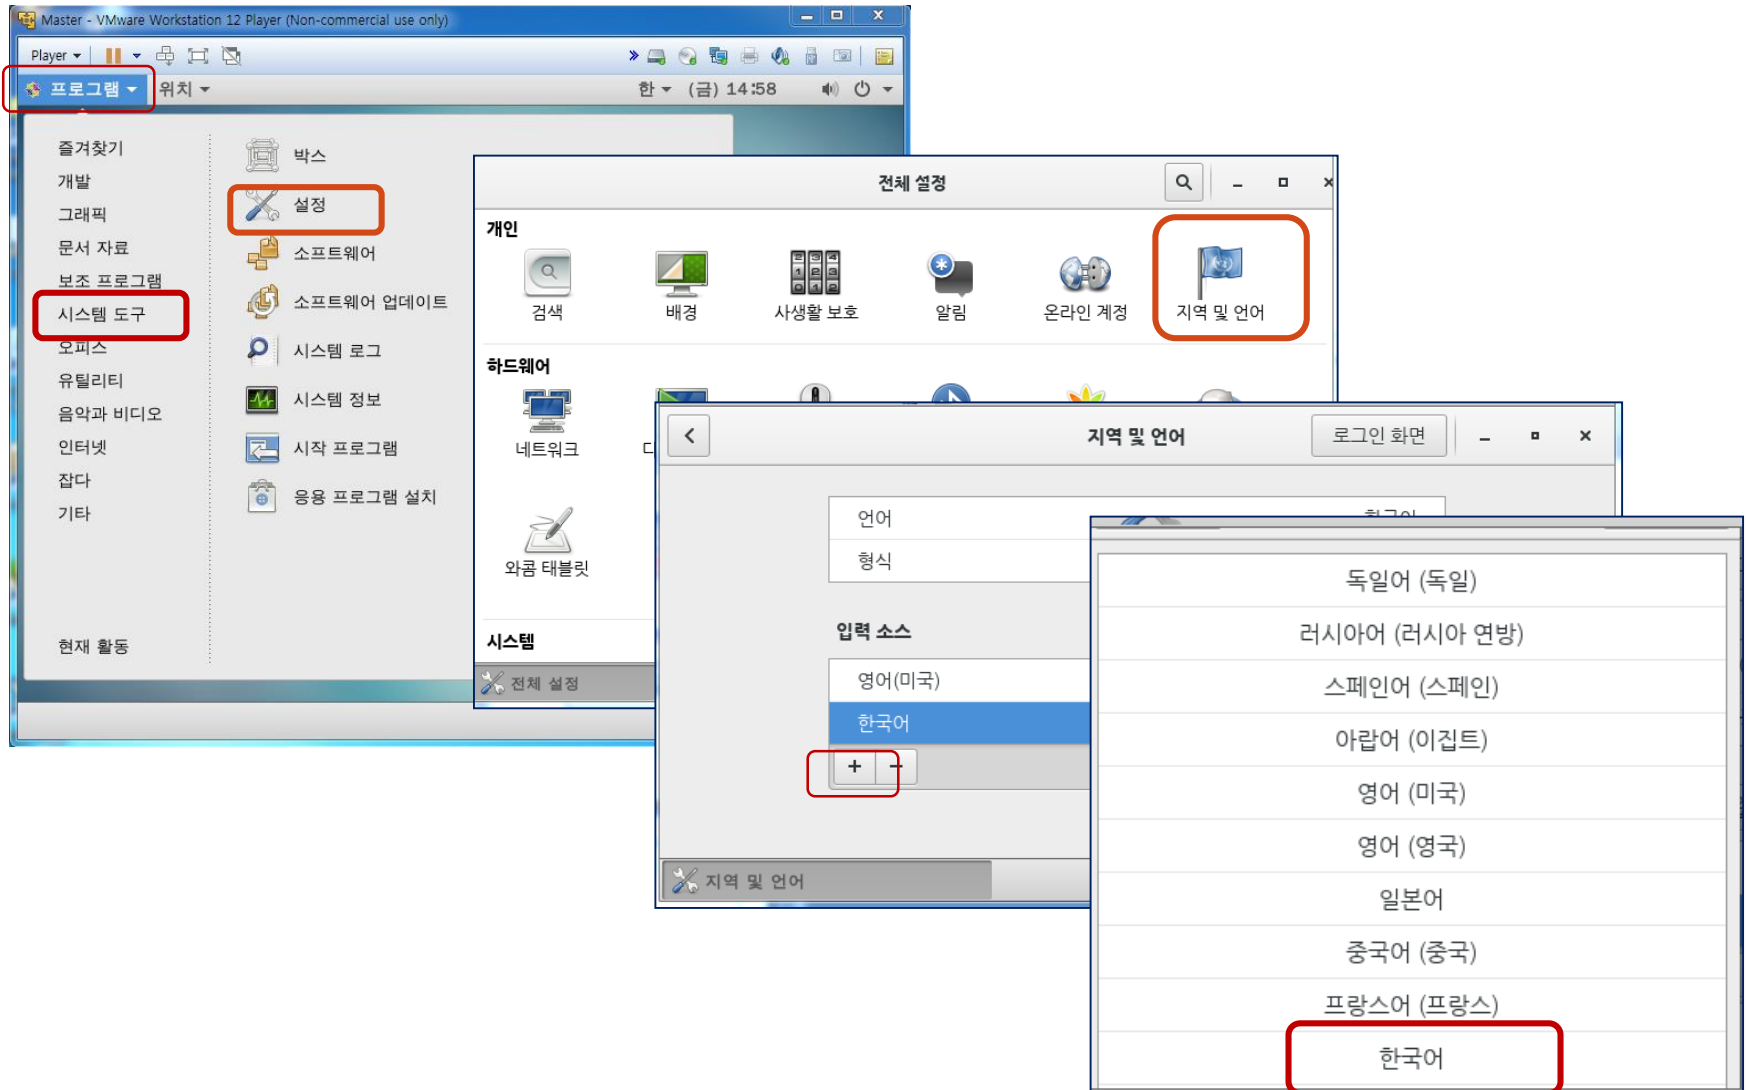 Master - VMware Workstation 12 Player (Non-commercial use only)
Player
프로그램 위치 한 (금) 14:58
즐겨찾기
개발
그래픽
문서 자료
보조 프로그램
시스템 도구
오피스
유틸리티
음악과 비디오
인터넷
잡다
기타
현재 활동
박스
설정
소프트웨어
소프트웨어 업데이트
시스템 로그
시스템 정보
시작 프로그램
응용 프로그램 설치
전체 설정
개인
검색 배경 사생활 보호 알림 온라인 계정 지역 및 언어
하드웨어
네트워크
와콤 태블릿
시스템
전체 설정
지역 및 언어 로그인 화면
언어 한국어
형식
입력 소스
영어(미국)
한국어
지역 및 언어
독일어 (독일)
러시아어 (러시아 연방)
스페인어 (스페인)
아랍어 (이집트)
영어 (미국)
영어 (영국)
일본어
중국어 (중국)
프랑스어 (프랑스)
한국어